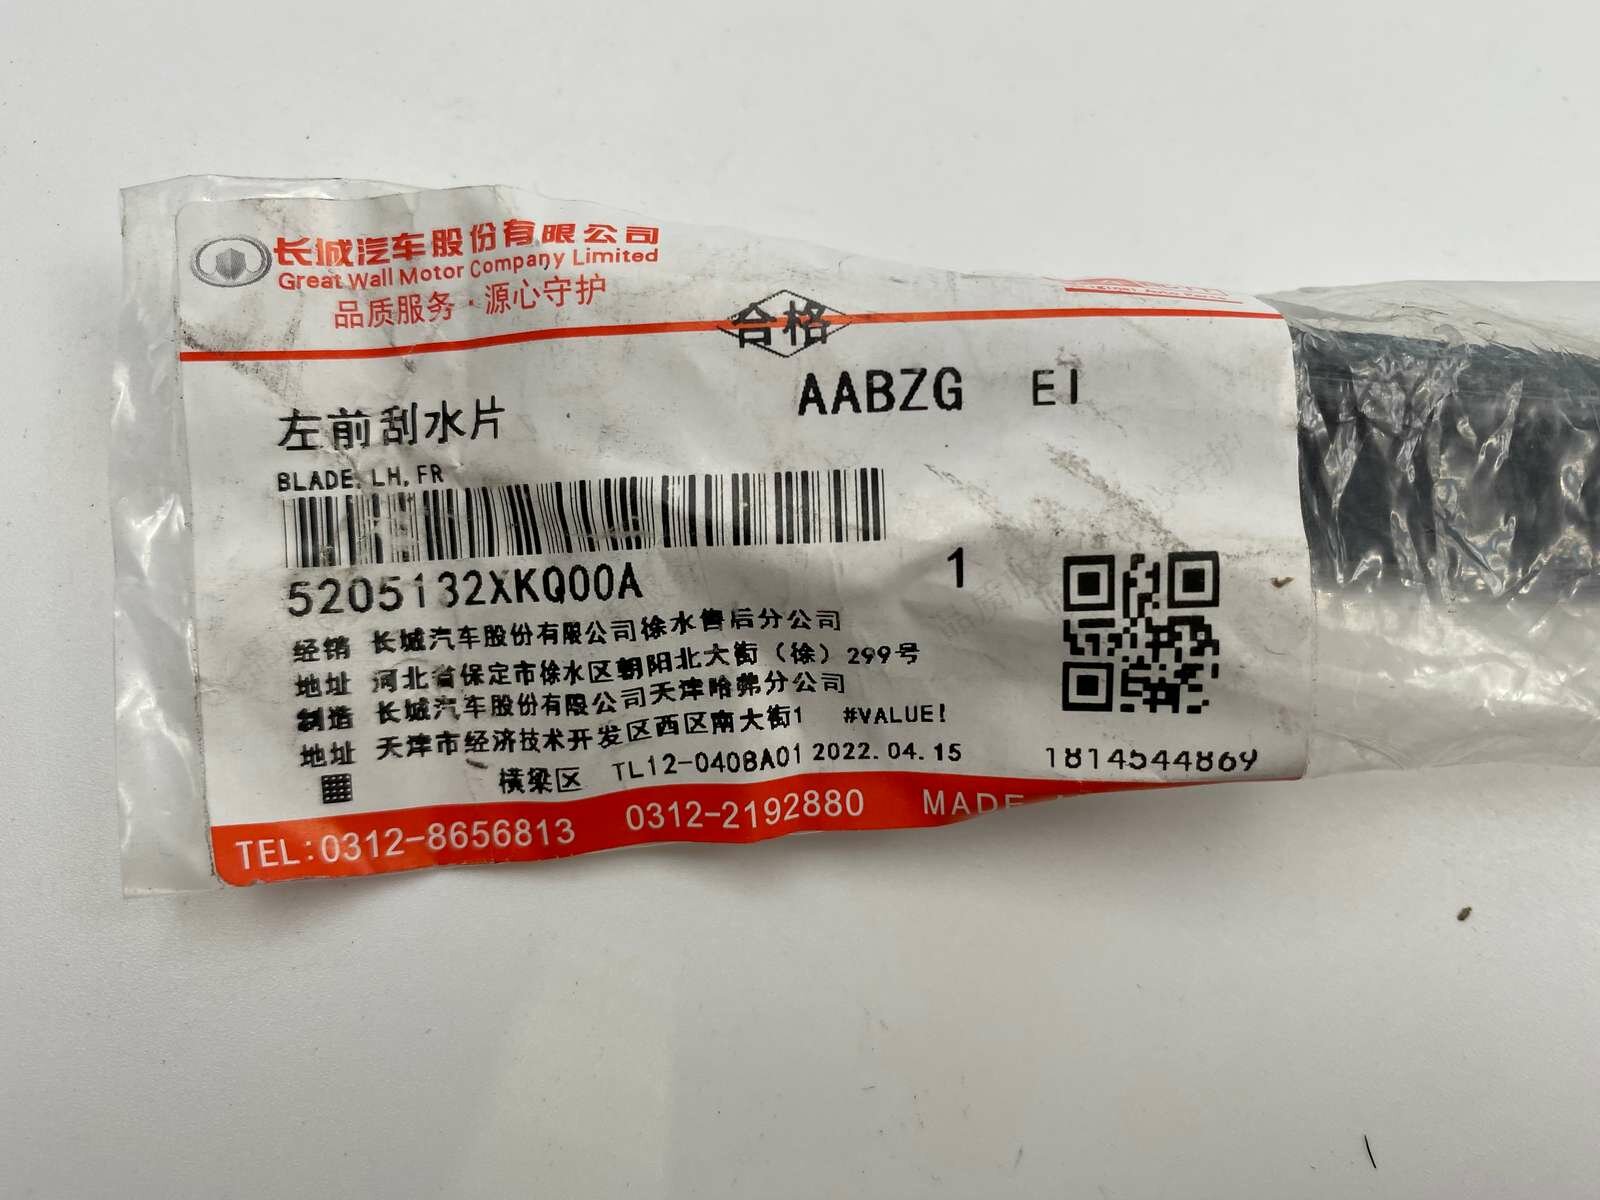 长城汽车股份有限公司
Great Wall Motor Company Limited
品质服务·源心守护
合格
左前刮水片
AABZG EI
BLADE, LH, FR
5205132XKQ00A
1
经销 长城汽车股份有限公司徐水售后分公司
地址 河北省保定市徐水区朝阳北大街（徐）299号
制造 长城汽车股份有限公司天津哈弗分公司
地址 天津市经济技术开发区西区南大街1 #VALUE!
横梁区 TL12-0408A01 2022.04.15
1814544869
TEL:0312-8656813 0312-2192880 MADE